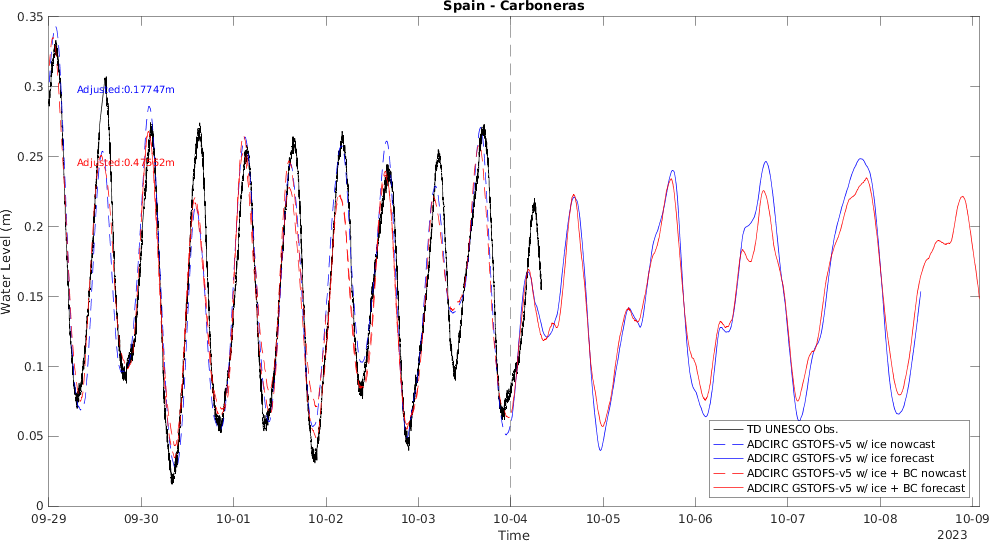 Spain - Carboneras
0.35
0.3
0.25
0.2
0.15
0.1
0.05
0
Water Level (m)
Adjusted:0.17747m
TD UNESCO Obs.
ADCIRC GSTOFS-v5 w/ ice nowcast
ADCIRC GSTOFS-v5 w/ ice forecast
ADCIRC GSTOFS-v5 w/ ice + BC nowcast
ADCIRC GSTOFS-v5 w/ ice + BC forecast
09-29 09-30 10-01 10-02 10-03 10-04 10-05 10-06 10-07 10-08 10-09
Time
2023